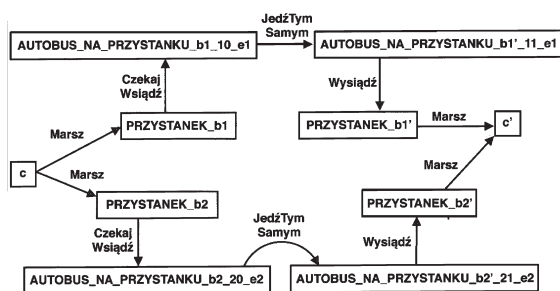 JedźTym
Samym
AUTOBUS_NA_PRZYSTANKU_b1_10_e1
AUTOBUS_NA_PRZYSTANKU_b1'_11_e1
Czekaj
Wsiądź
Wysiądź
PRZYSTANEK_b1
PRZYSTANEK_b1'
Marsz
c'
Marsz
Marsz
c
Marsz
PRZYSTANEK_b2
PRZYSTANEK_b2'
Czekaj
Wsiądź
JedźTym
Samym
Wysiądź
AUTOBUS_NA_PRZYSTANKU_b2_20_e2
AUTOBUS_NA_PRZYSTANKU_b2'_21_e2